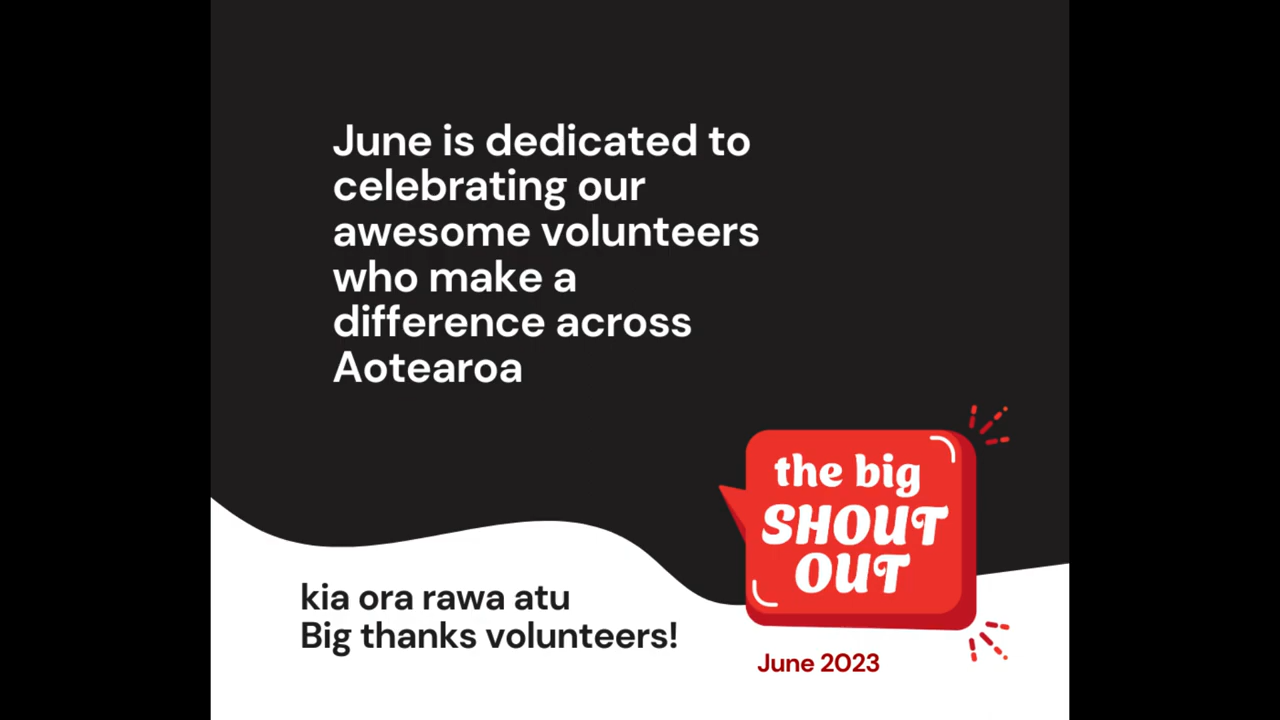 June is dedicated to
celebrating our
awesome volunteers
who make a
difference across
Aotearoa
the big
SHOUT
OUT
kia ora rawa atu
Big thanks volunteers!
June 2023